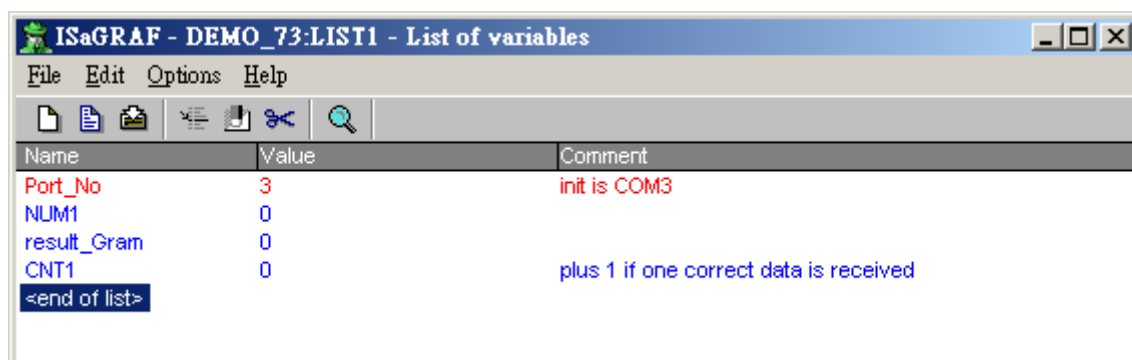 ISaGRAF - DEMO_73:LIST1 - List of variables
File Edit Options Help
Name Value Comment
Port_No 3 init is COM3
NUM1 0
result_Gram 0
CNT1 0 plus 1 if one correct data is received
<end of list>